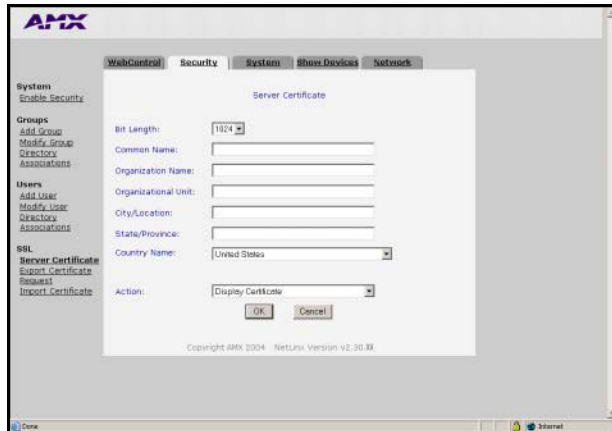 AMX
WebControl Security System Show Devices Network
System
Enable Security
Groups
Add Group
Modify Group
Directory
Associations
Users
Add User
Modify User
Directory
Associations
SSL
Server Certificate
Export Certificate
Request
Import Certificate
Server Certificate
Bit Length: 1024
Common Name:
Organization Name:
Organizational Unit:
City/Location:
State/Province:
Country Name: United States
Action: Display Certificate
OK Cancel
Copyright AMX 2004 NetLinx Version v2.30.
Done Internet